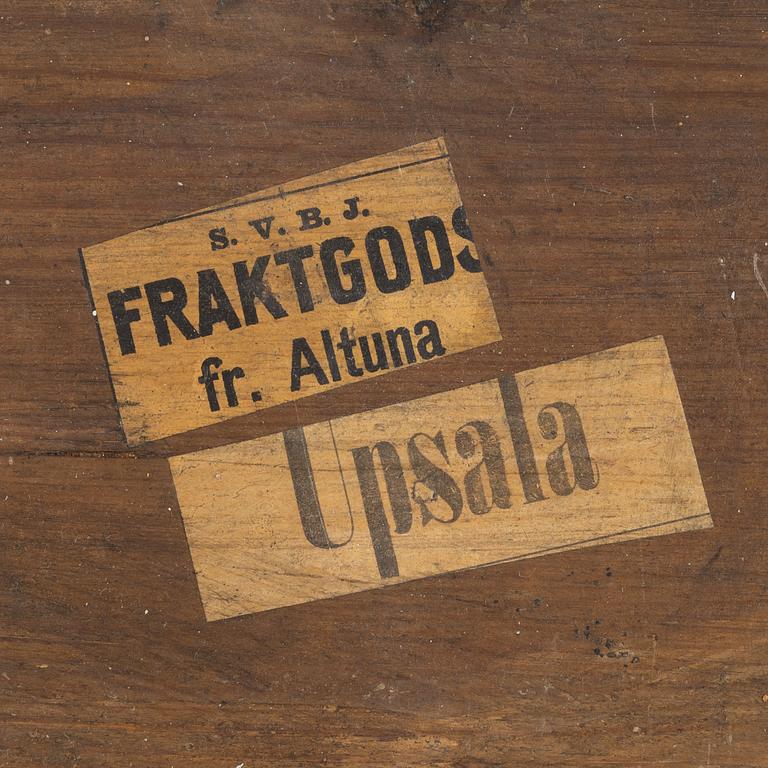 S. V. B. J.
FRAKTGODS
fr. Altuna
Upsala